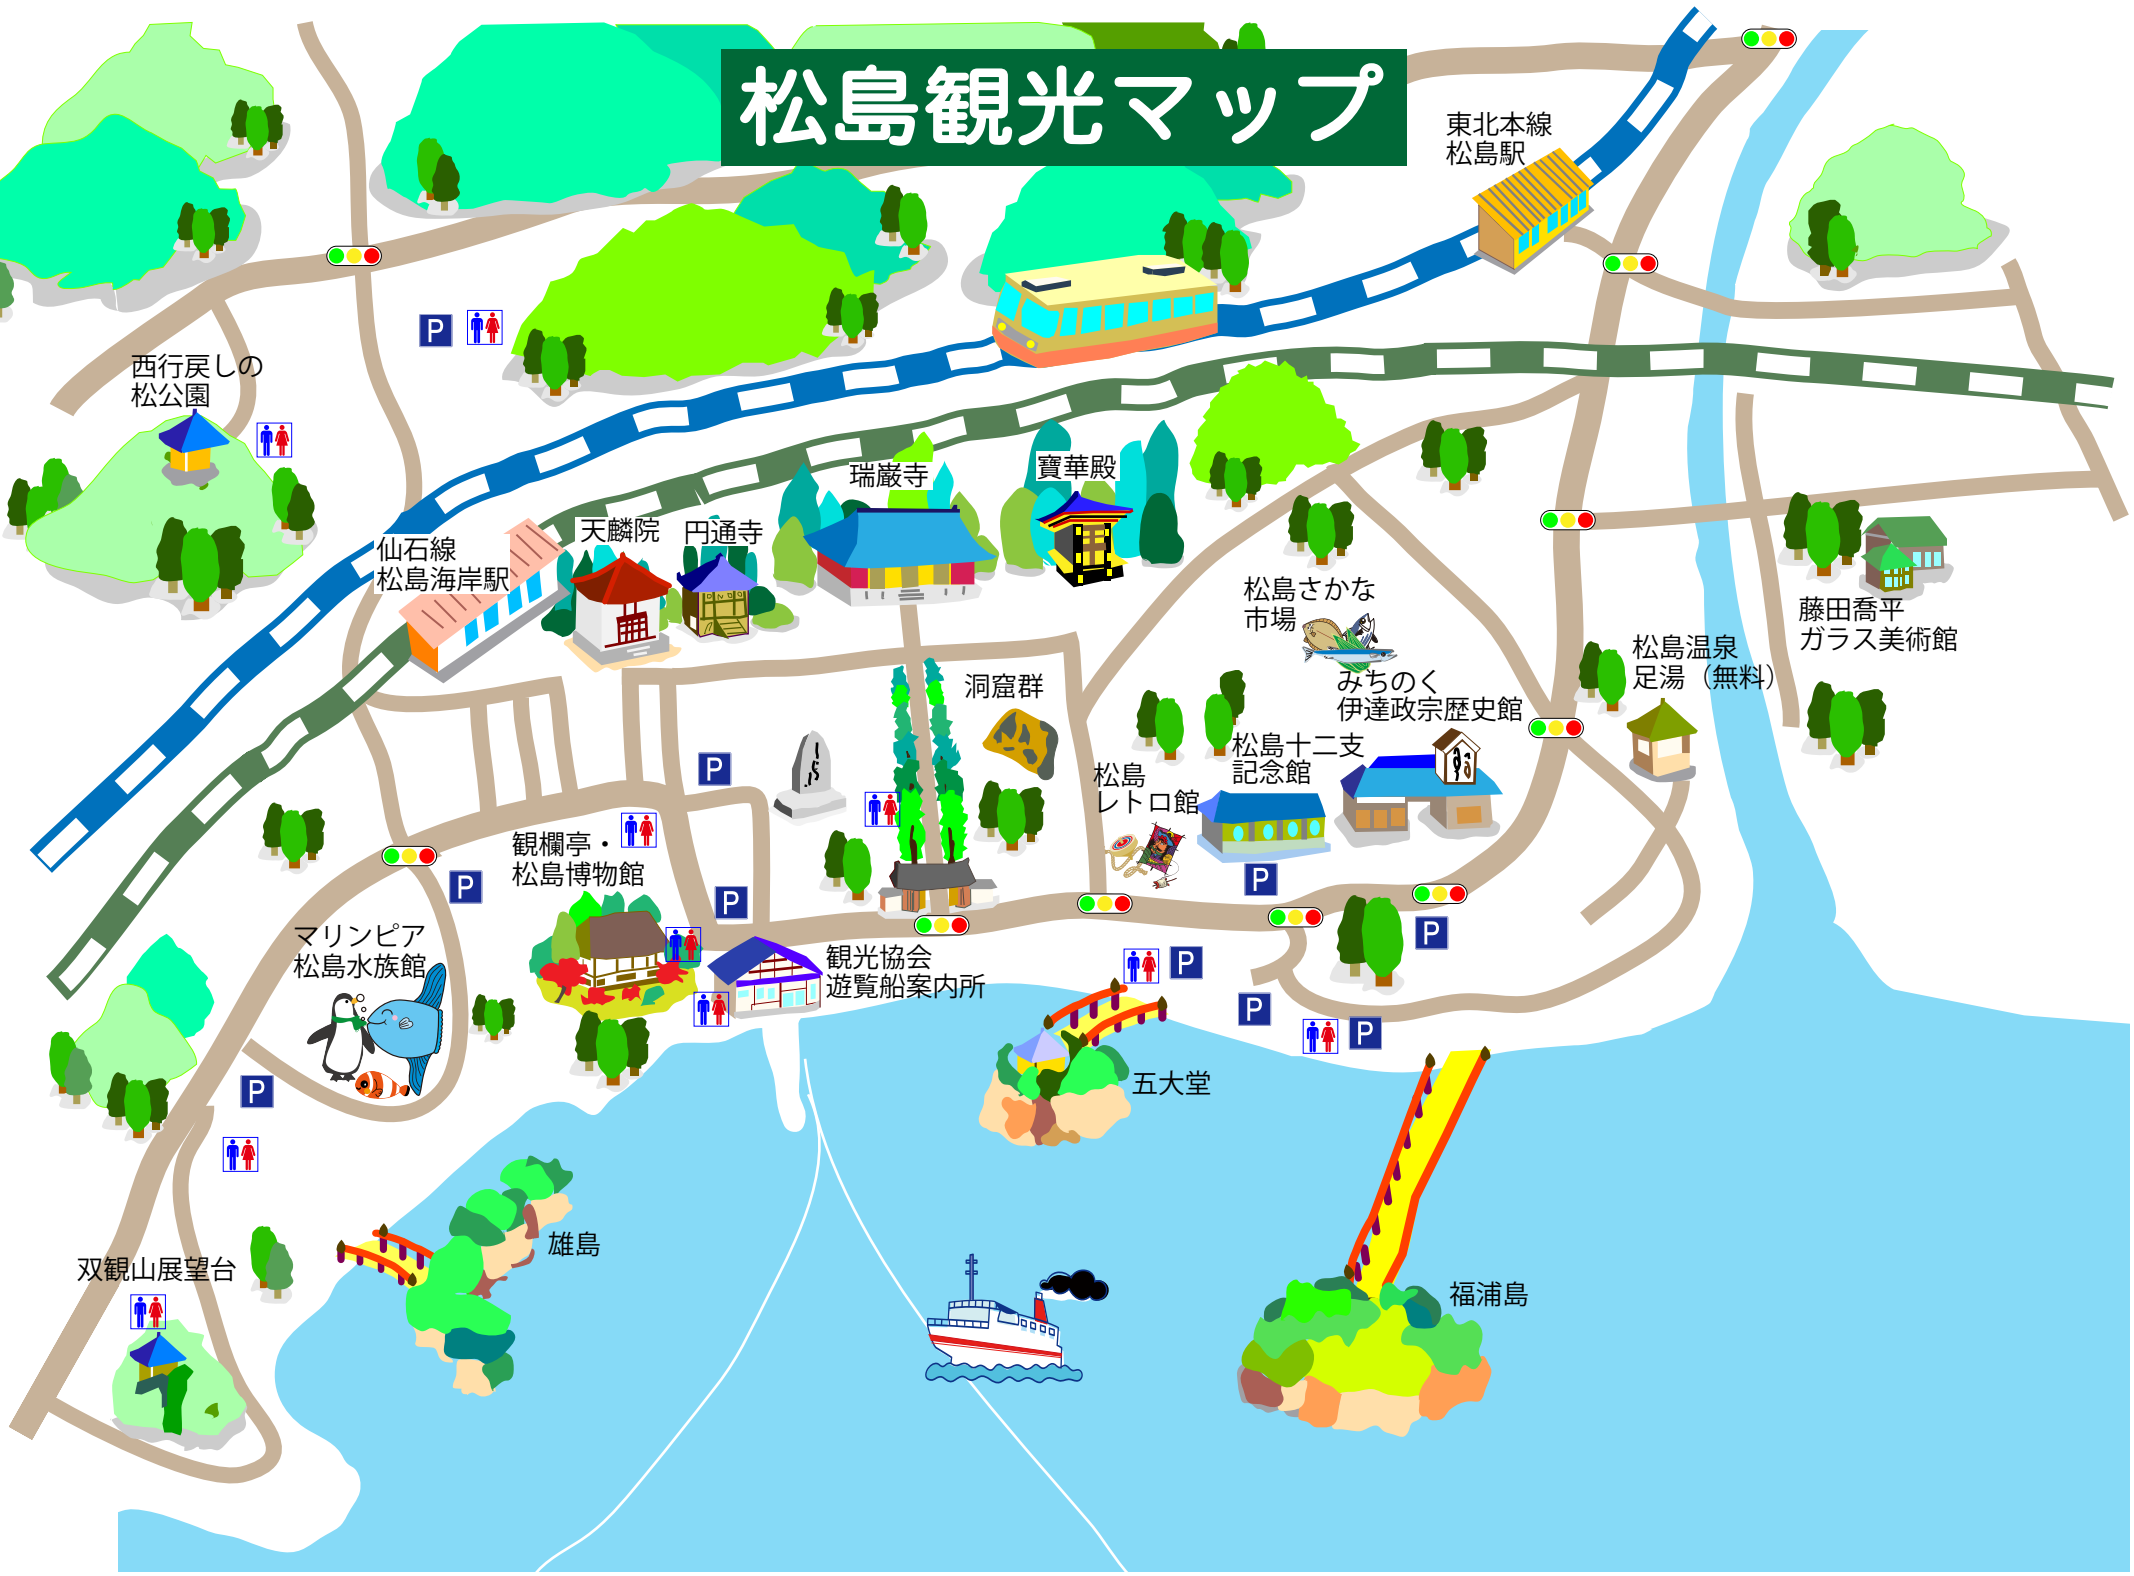 松島観光マップ
東北本線
松島駅
P
西行戻しの
松公園
瑞巌寺
寶華殿
天麟院
円通寺
仙石線
松島海岸駅
松島さかな
市場
藤田喬平
ガラス美術館
松島温泉
足湯（無料）
洞窟群
みちのく
伊達政宗歴史館
松島十二支
記念館
P
松島
レトロ館
観欄亭・
松島博物館
P
P
P
マリンピア
松島水族館
観光協会
遊覧船案内所
P
P
P
P
P
五大堂
雄島
双観山展望台
福浦島